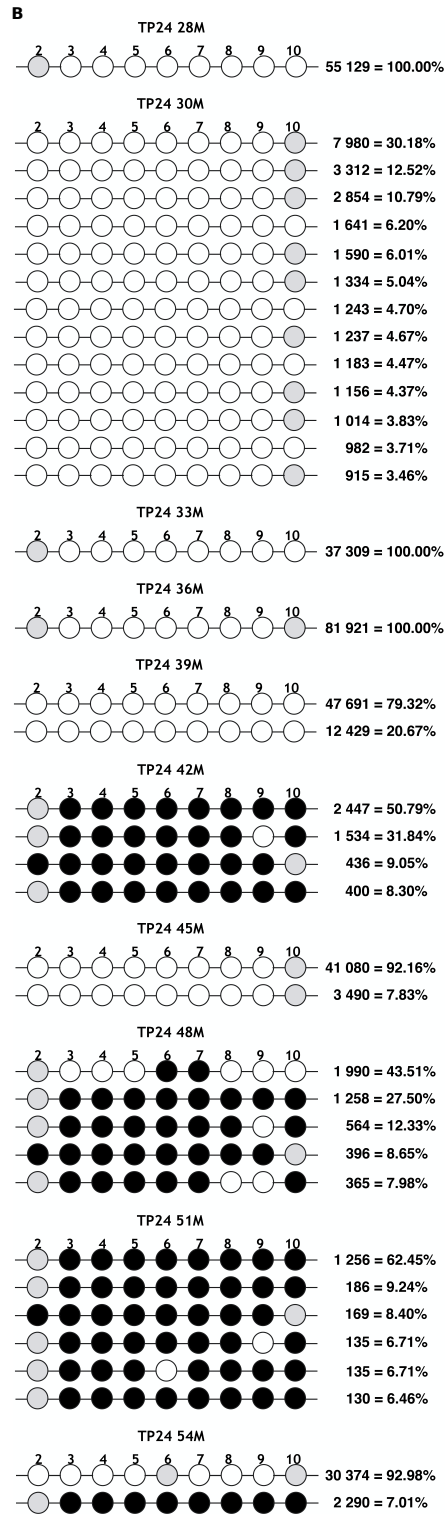 B
TP24 28M
2 3 4 5 6 7 8 9 10
55 129 = 100.00%
TP24 30M
2 3 4 5 6 7 8 9 10
7 980 = 30.18%
3 312 = 12.52%
2 854 = 10.79%
1 641 = 6.20%
1 590 = 6.01%
1 334 = 5.04%
1 243 = 4.70%
1 237 = 4.67%
1 183 = 4.47%
1 156 = 4.37%
1 014 = 3.83%
982 = 3.71%
915 = 3.46%
TP24 33M
2 3 4 5 6 7 8 9 10
37 309 = 100.00%
TP24 36M
2 3 4 5 6 7 8 9 10
81 921 = 100.00%
TP24 39M
2 3 4 5 6 7 8 9 10
47 691 = 79.32%
12 429 = 20.67%
TP24 42M
2 3 4 5 6 7 8 9 10
2 447 = 50.79%
1 534 = 31.84%
436 = 9.05%
400 = 8.30%
TP24 45M
2 3 4 5 6 7 8 9 10
41 080 = 92.16%
3 490 = 7.83%
TP24 48M
2 3 4 5 6 7 8 9 10
1 990 = 43.51%
1 258 = 27.50%
564 = 12.33%
396 = 8.65%
365 = 7.98%
TP24 51M
2 3 4 5 6 7 8 9 10
1 256 = 62.45%
186 = 9.24%
169 = 8.40%
135 = 6.71%
135 = 6.71%
130 = 6.46%
TP24 54M
2 3 4 5 6 7 8 9 10
30 374 = 92.98%
2 290 = 7.01%